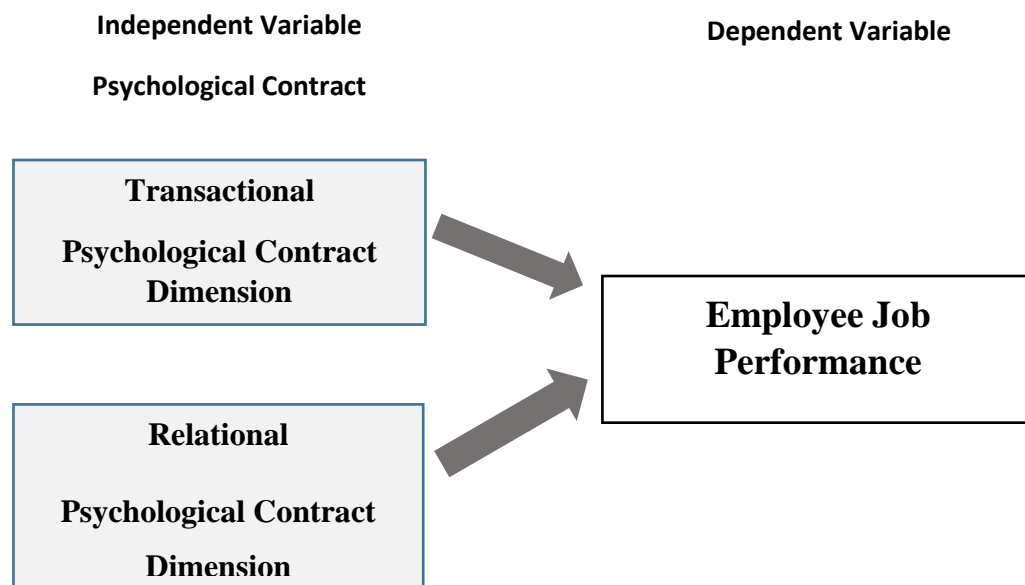 Independent Variable
Psychological Contract
Dependent Variable
Transactional
Psychological Contract
Dimension
Employee Job
Performance
Relational
Psychological Contract
Dimension